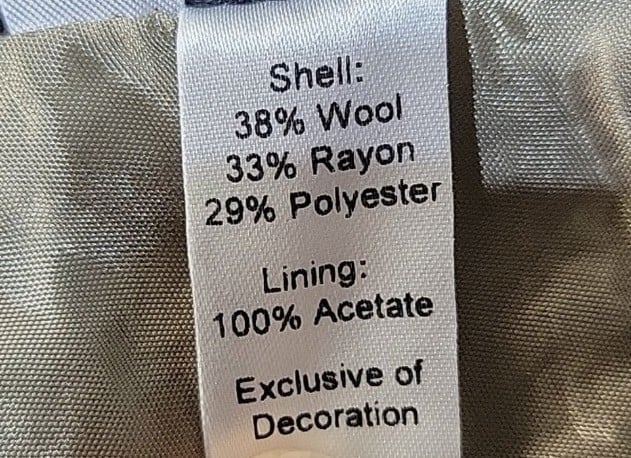 Shell:
38% Wool
33% Rayon
29% Polyester
Lining:
100% Acetate
Exclusive of
Decoration